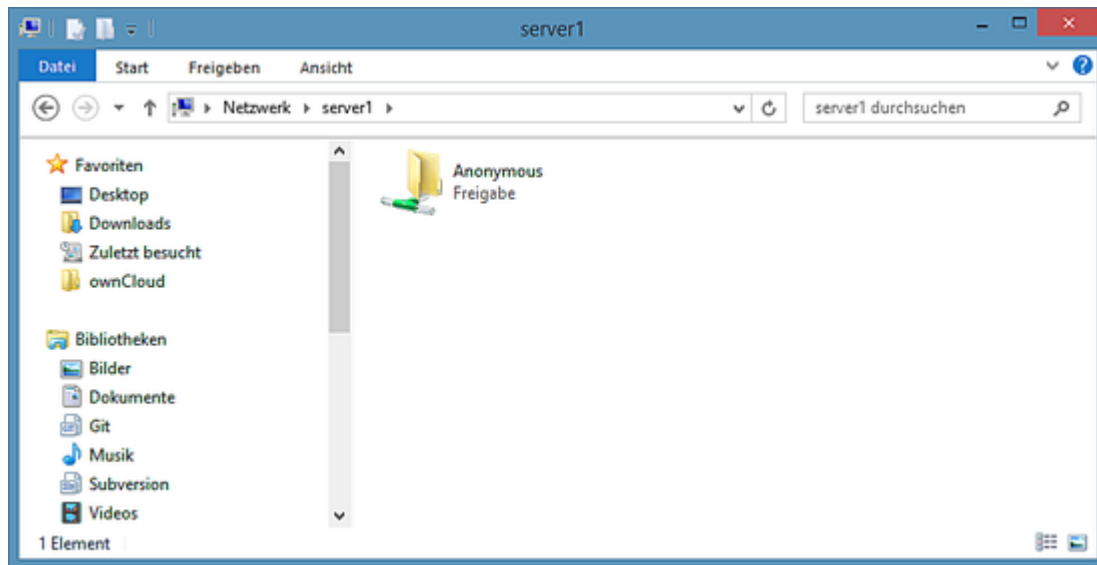 server1
Datei Start Freigeben Ansicht
Netzwerk server1 server1 durchsuchen
Favoriten
Desktop
Downloads
Zuletzt besucht
ownCloud
Bibliotheken
Bilder
Dokumente
Git
Musik
Subversion
Videos
Anonymous
Freigabe
1 Element